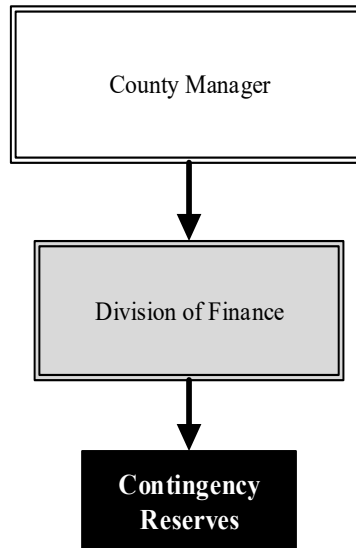 County Manager
Division of Finance
Contingency
Reserves